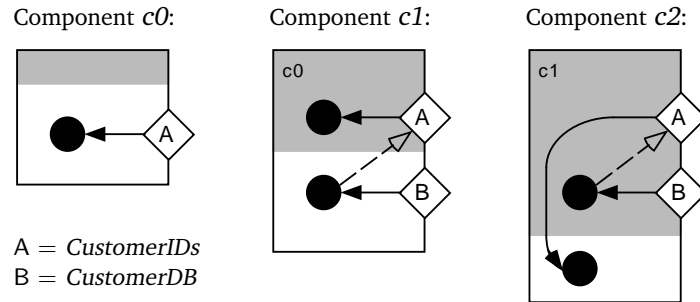 Component c0: Component c1: Component c2:
c0 c1
A A A
B B
A = CustomerIDs
B = CustomerDB